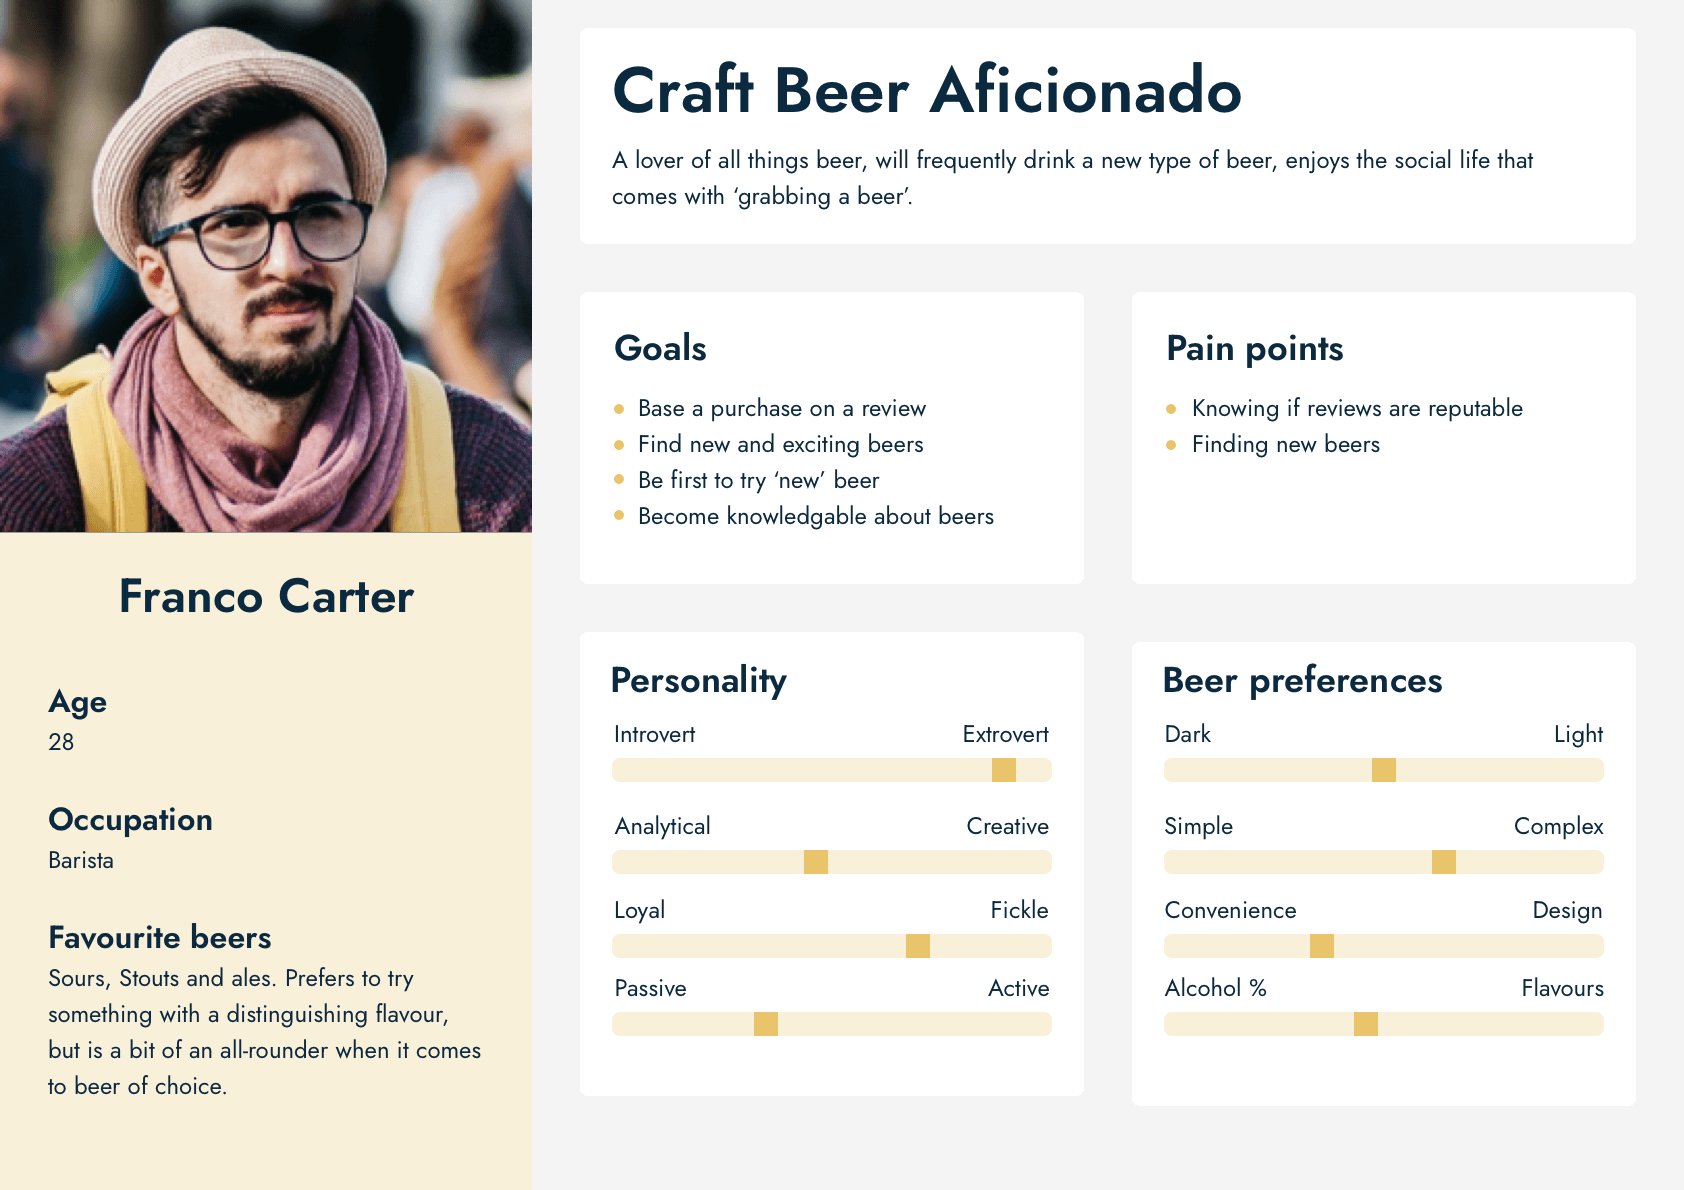 Craft Beer Aficionado
A lover of all things beer, will frequently drink a new type of beer, enjoys the social life that
comes with ‘grabbing a beer’.
Franco Carter
Age
28
Occupation
Barista
Favourite beers
Sours, Stouts and ales. Prefers to try
something with a distinguishing flavour,
but is a bit of an all-rounder when it comes
to beer of choice.
Goals
Base a purchase on a review
Find new and exciting beers
Be first to try ‘new’ beer
Become knowledgable about beers
Pain points
Knowing if reviews are reputable
Finding new beers
Personality
Introvert Extrovert
Analytical Creative
Loyal Fickle
Passive Active
Beer preferences
Dark Light
Simple Complex
Convenience Design
Alcohol % Flavours